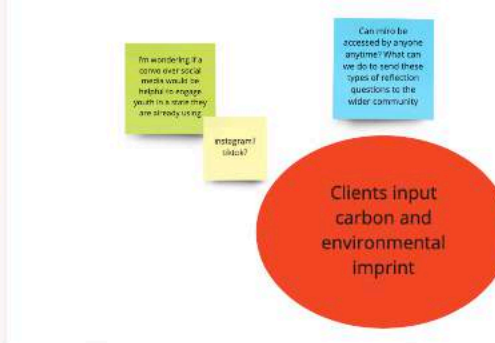 I'm wondering if a
convo over social
media would be
helpful to engage
youth in a state they
are already using
instagram?
tiktok?
Can miro be
accessed by anyone
anytime? What can
we do to send these
types of reflection
questions to the
wider community
Clients input
carbon and
environmental
imprint